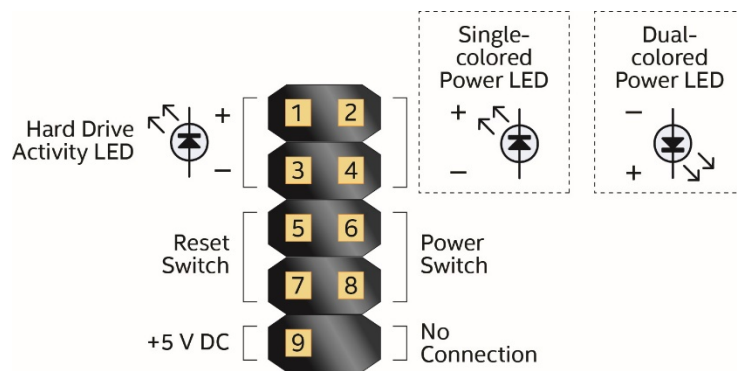 Single-
colored
Power LED
Dual-
colored
Power LED
Hard Drive
Activity LED
+
−
1 2
3 4
+
−
−
+
Reset
Switch
5 6
7 8
Power
Switch
+5 V DC
9
No
Connection